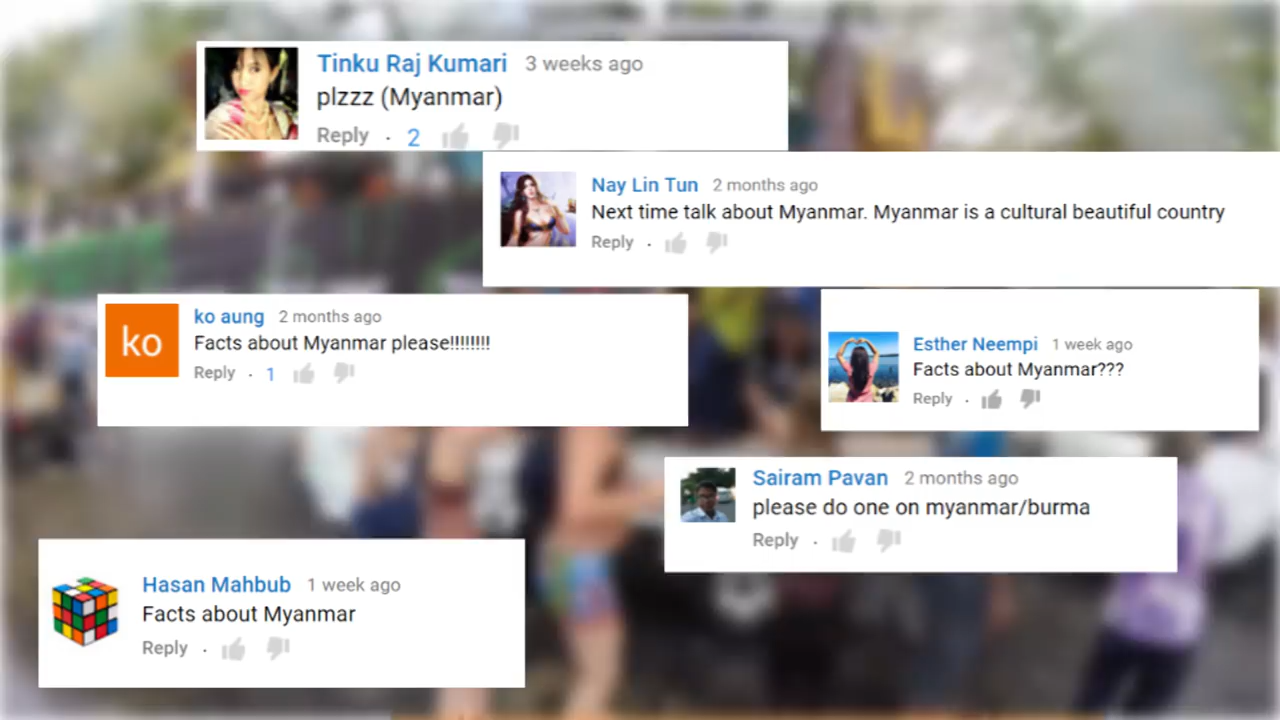 Tinku Raj Kumari 3 weeks ago
plzzz (Myanmar)
Reply · 2
Nay Lin Tun 2 months ago
Next time talk about Myanmar. Myanmar is a cultural beautiful country
Reply ·
ko
ko aung 2 months ago
Facts about Myanmar please!!!!!!!!
Reply · 1
Esther Neempi 1 week ago
Facts about Myanmar???
Reply ·
Sairam Pavan 2 months ago
please do one on myanmar/burma
Reply ·
Hasan Mahbub 1 week ago
Facts about Myanmar
Reply ·